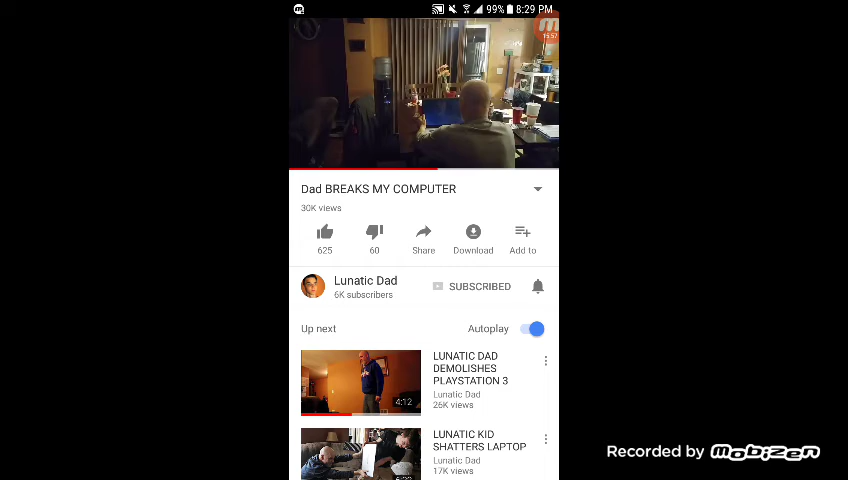 99% 8:29 PM
15:57
Dad BREAKS MY COMPUTER
30K views
625
60
Share
Download
Add to
Lunatic Dad
6K subscribers
SUBSCRIBED
Up next
Autoplay
LUNATIC DAD
DEMOLISHES
PLAYSTATION 3
Lunatic Dad
26K views
4:12
LUNATIC KID
SHATTERS LAPTOP
Lunatic Dad
17K views
Recorded by MOBIZEN